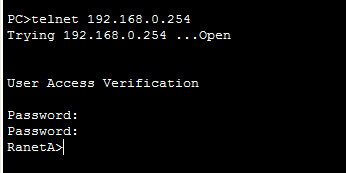 PC>telnet 192.168.0.254
Trying 192.168.0.254 ...Open
User Access Verification
Password:
Password:
RanetA>